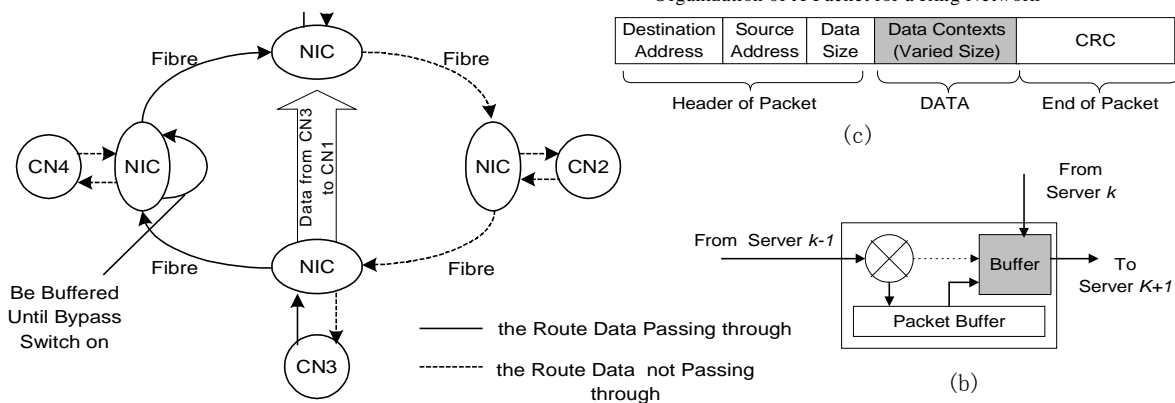 Organization of A Packet for a Ring Network
NIC
Fibre
Fibre
CN4
NIC
Data from CN3
to CN1
NIC
CN2
Fibre
NIC
Fibre
Be Buffered
Until Bypass
Switch on
CN3
the Route Data Passing through
the Route Data not Passing
through
Destination
Address
Source
Address
Data
Size
Data Contexts
(Varied Size)
CRC
Header of Packet
DATA
End of Packet
(c)
From
Server k
From Server k-1
Buffer
To
Server K+1
Packet Buffer
(b)